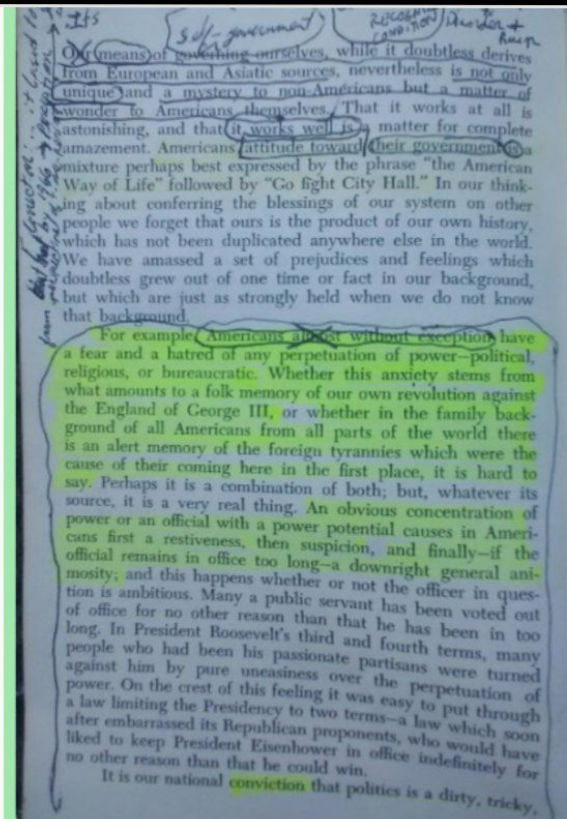 Its
self-government
RECOGNI
CONDITION
Disorder +
Our means of governing ourselves, while it doubtless derives
from European and Asiatic sources, nevertheless is not only
unique and a mystery to non-Americans but a matter of
wonder to Americans themselves. That it works at all is
astonishing, and that it works well is a matter for complete
amazement. Americans' attitude toward their government is a
mixture perhaps best expressed by the phrase "the American
Way of Life" followed by "Go fight City Hall." In our think-
ing about conferring the blessings of our system on other
people we forget that ours is the product of our own history,
which has not been duplicated anywhere else in the world.
We have amassed a set of prejudices and feelings which
doubtless grew out of one time or fact in our background,
but which are just as strongly held when we do not know
that background.
For example, Americans almost without exception have
a fear and a hatred of any perpetuation of power—political,
religious, or bureaucratic. Whether this anxiety stems from
what amounts to a folk memory of our own revolution against
the England of George III, or whether in the family back-
ground of all Americans from all parts of the world there
is an alert memory of the foreign tyrannies which were the
cause of their coming here in the first place, it is hard to
say. Perhaps it is a combination of both; but, whatever its
source, it is a very real thing. An obvious concentration of
power or an official with a power potential causes in Ameri-
cans first a restiveness, then suspicion, and finally—if the
official remains in office too long—a downright general ani-
mosity; and this happens whether or not the officer in ques-
tion is ambitious. Many a public servant has been voted out
of office for no other reason than that he has been in too
long. In President Roosevelt's third and fourth terms, many
people who had been his passionate partisans were turned
against him by pure uneasiness over the perpetuation of
power. On the crest of this feeling it was easy to put through
a law limiting the Presidency to two terms—a law which soon
after embarrassed its Republican proponents, who would have
liked to keep President Eisenhower in office indefinitely for
no other reason than that he could win.
It is our national conviction that politics is a dirty, tricky,